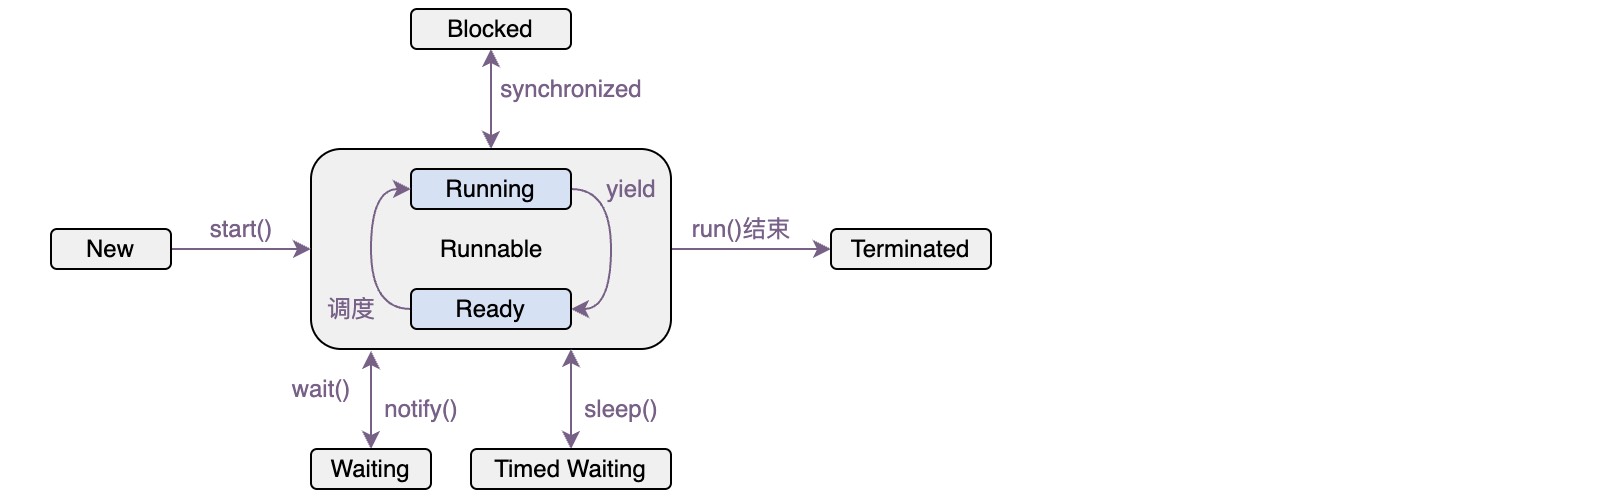 Blocked
synchronized
Running
yield
New
start()
Runnable
run()结束
Terminated
调度
Ready
wait()
notify()
sleep()
Waiting
Timed Waiting